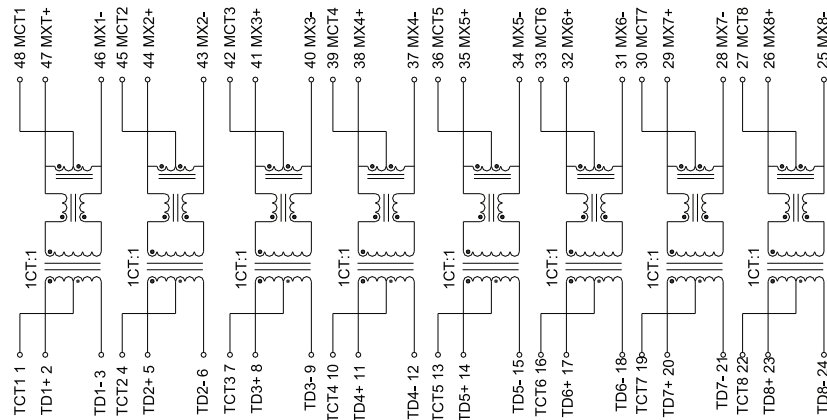 48 MCT1
47 MXT+
46 MX1-
45 MCT2
44 MX2+
43 MX2-
42 MCT3
41 MX3+
40 MX3-
39 MCT4
38 MX4+
37 MX4-
36 MCT5
35 MX5+
34 MX5-
33 MCT6
32 MX6+
31 MX6-
30 MCT7
29 MX7+
28 MX7-
27 MCT8
26 MX8+
25 MX8-
1CT:1
1CT:1
1CT:1
1CT:1
1CT:1
1CT:1
1CT:1
1CT:1
TCT1 1
TD1+ 2
TD1- 3
TCT2 4
TD2+ 5
TD2- 6
TCT3 7
TD3+ 8
TD3- 9
TCT4 10
TD4+ 11
TD4- 12
TCT5 13
TD5+ 14
TD5- 15
TCT6 16
TD6+ 17
TD6- 18
TCT7 19
TD7+ 20
TD7- 21
TCT8 22
TD8+ 23
TD8- 24